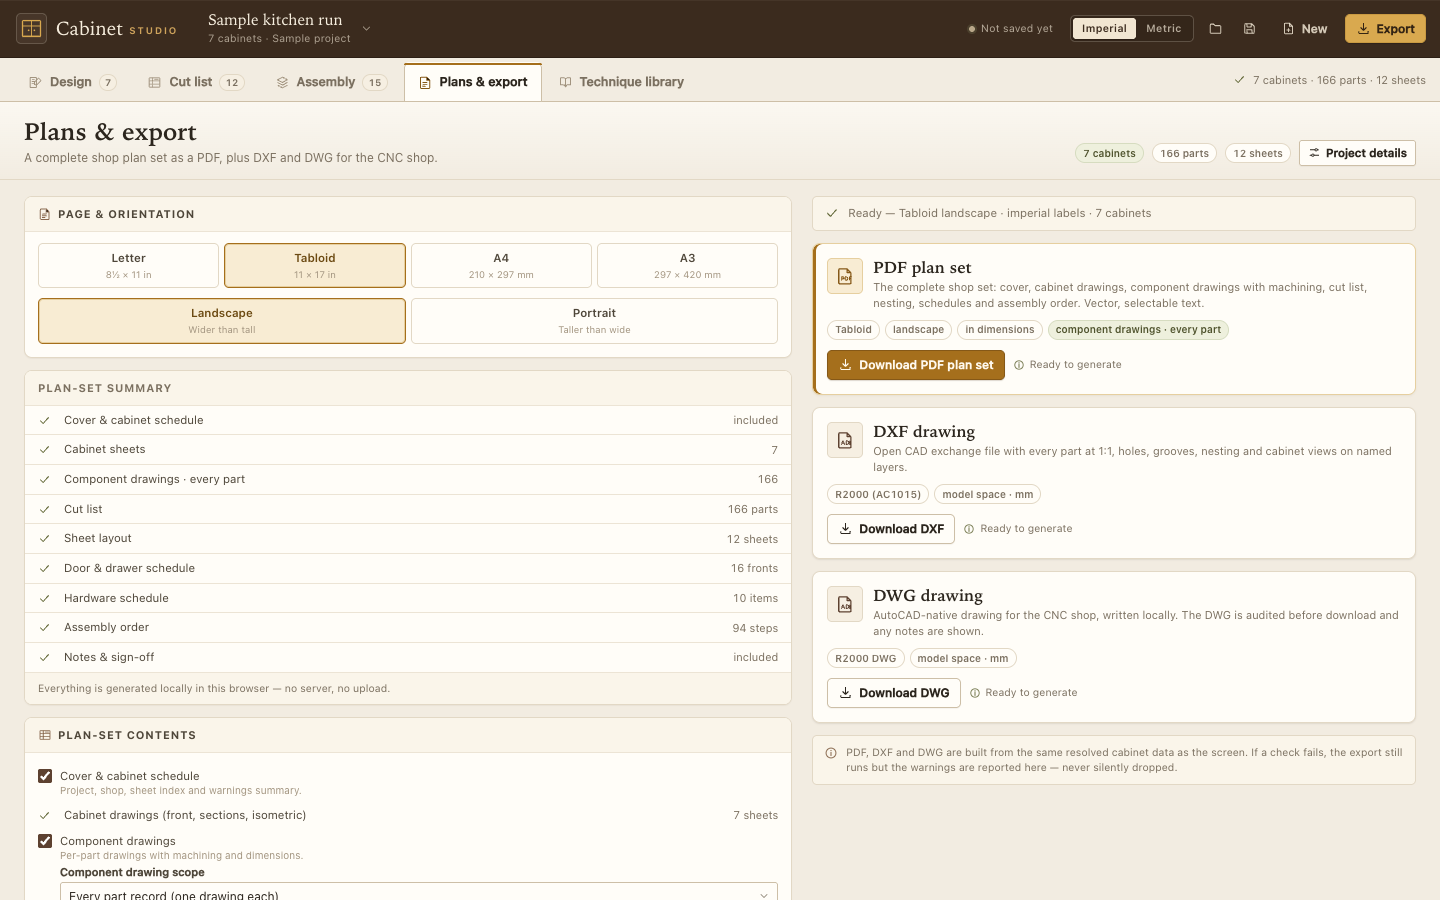 Cabinet STUDIO
Sample kitchen run
7 cabinets · Sample project
Not saved yet
Imperial
Metric
New
Export
Design 7
Cut list 12
Assembly 15
Plans & export
Technique library
7 cabinets · 166 parts · 12 sheets
Plans & export
A complete shop plan set as a PDF, plus DXF and DWG for the CNC shop.
7 cabinets
166 parts
12 sheets
Project details
PAGE & ORIENTATION
Letter
8½ × 11 in
Tabloid
11 × 17 in
A4
210 × 297 mm
A3
297 × 420 mm
Landscape
Wider than tall
Portrait
Taller than wide
PLAN-SET SUMMARY
Cover & cabinet schedule included
Cabinet sheets 7
Component drawings · every part 166
Cut list 166 parts
Sheet layout 12 sheets
Door & drawer schedule 16 fronts
Hardware schedule 10 items
Assembly order 94 steps
Notes & sign-off included
Everything is generated locally in this browser — no server, no upload.
PLAN-SET CONTENTS
Cover & cabinet schedule
Project, shop, sheet index and warnings summary.
Cabinet drawings (front, sections, isometric) 7 sheets
Component drawings
Per-part drawings with machining and dimensions.
Component drawing scope
Every part record (one drawing each)
Ready — Tabloid landscape · imperial labels · 7 cabinets
PDF plan set
The complete shop set: cover, cabinet drawings, component drawings with machining, cut list,
nesting, schedules and assembly order. Vector, selectable text.
Tabloid
landscape
in dimensions
component drawings · every part
Download PDF plan set
Ready to generate
DXF drawing
Open CAD exchange file with every part at 1:1, holes, grooves, nesting and cabinet views on named
layers.
R2000 (AC1015)
model space · mm
Download DXF
Ready to generate
DWG drawing
AutoCAD-native drawing for the CNC shop, written locally. The DWG is audited before download and
any notes are shown.
R2000 DWG
model space · mm
Download DWG
Ready to generate
PDF, DXF and DWG are built from the same resolved cabinet data as the screen. If a check fails, the export still
runs but the warnings are reported here — never silently dropped.